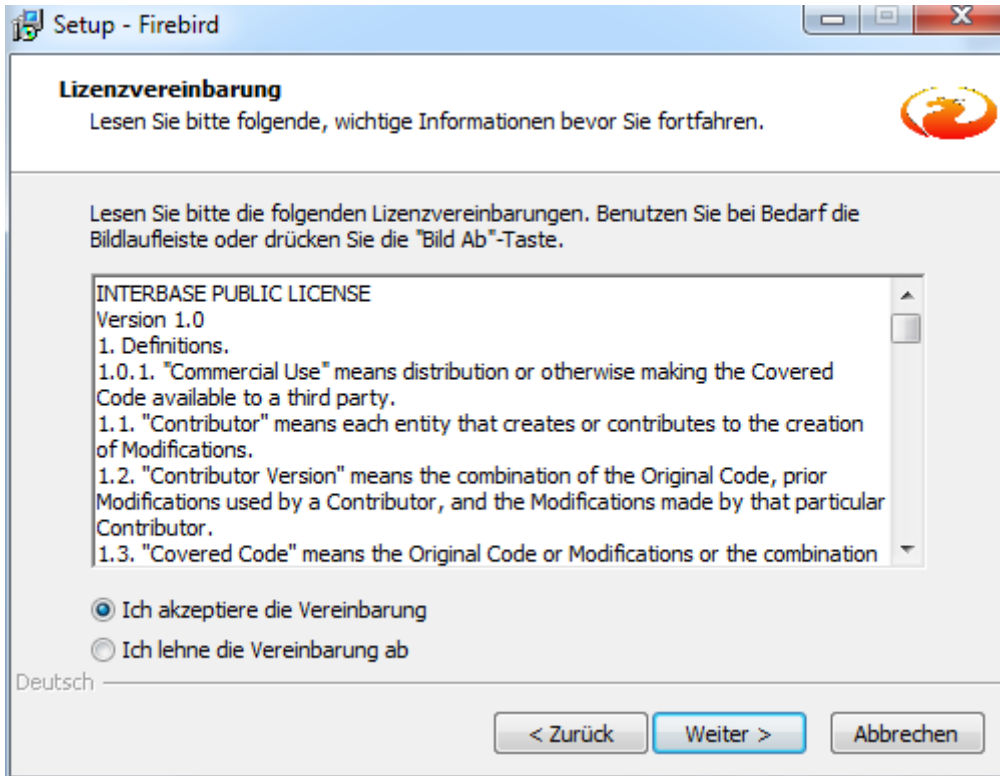 Setup - Firebird
Lizenzvereinbarung
Lesen Sie bitte folgende, wichtige Informationen bevor Sie fortfahren.
Lesen Sie bitte die folgenden Lizenzvereinbarungen. Benutzen Sie bei Bedarf die
Bildlaufleiste oder drücken Sie die "Bild Ab"-Taste.
INTERBASE PUBLIC LICENSE
Version 1.0
1. Definitions.
1.0.1. "Commercial Use" means distribution or otherwise making the Covered
Code available to a third party.
1.1. "Contributor" means each entity that creates or contributes to the creation
of Modifications.
1.2. "Contributor Version" means the combination of the Original Code, prior
Modifications used by a Contributor, and the Modifications made by that particular
Contributor.
1.3. "Covered Code" means the Original Code or Modifications or the combination
Ich akzeptiere die Vereinbarung
Ich lehne die Vereinbarung ab
Deutsch
< Zurück Weiter > Abbrechen